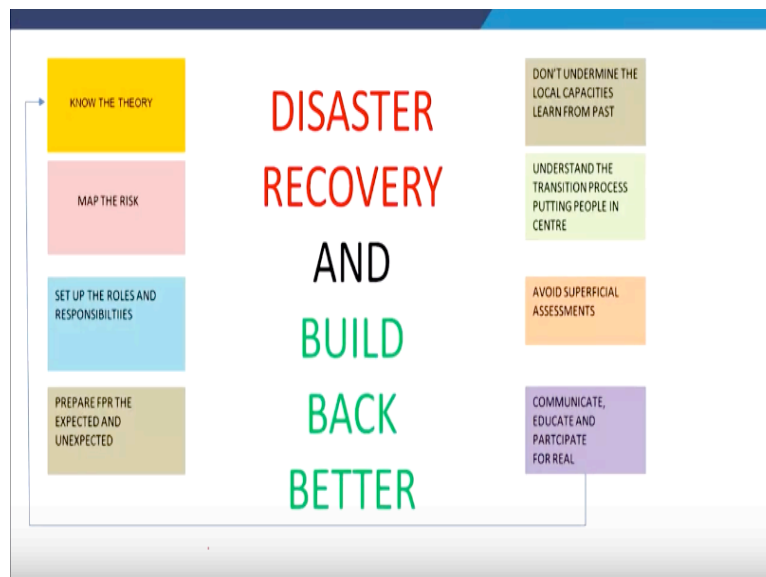 KNOW THE THEORY
MAP THE RISK
SET UP THE ROLES AND
RESPONSIBILTIIES
PREPARE FPR THE
EXPECTED AND
UNEXPECTED
DISASTER
RECOVERY
AND
BUILD
BACK
BETTER
DON'T UNDERMINE THE
LOCAL CAPACITIES
LEARN FROM PAST
UNDERSTAND THE
TRANSITION PROCESS
PUTTING PEOPLE IN
CENTRE
AVOID SUPERFICIAL
ASSESSMENTS
COMMUNICATE,
EDUCATE AND
PARTCIPATE
FOR REAL